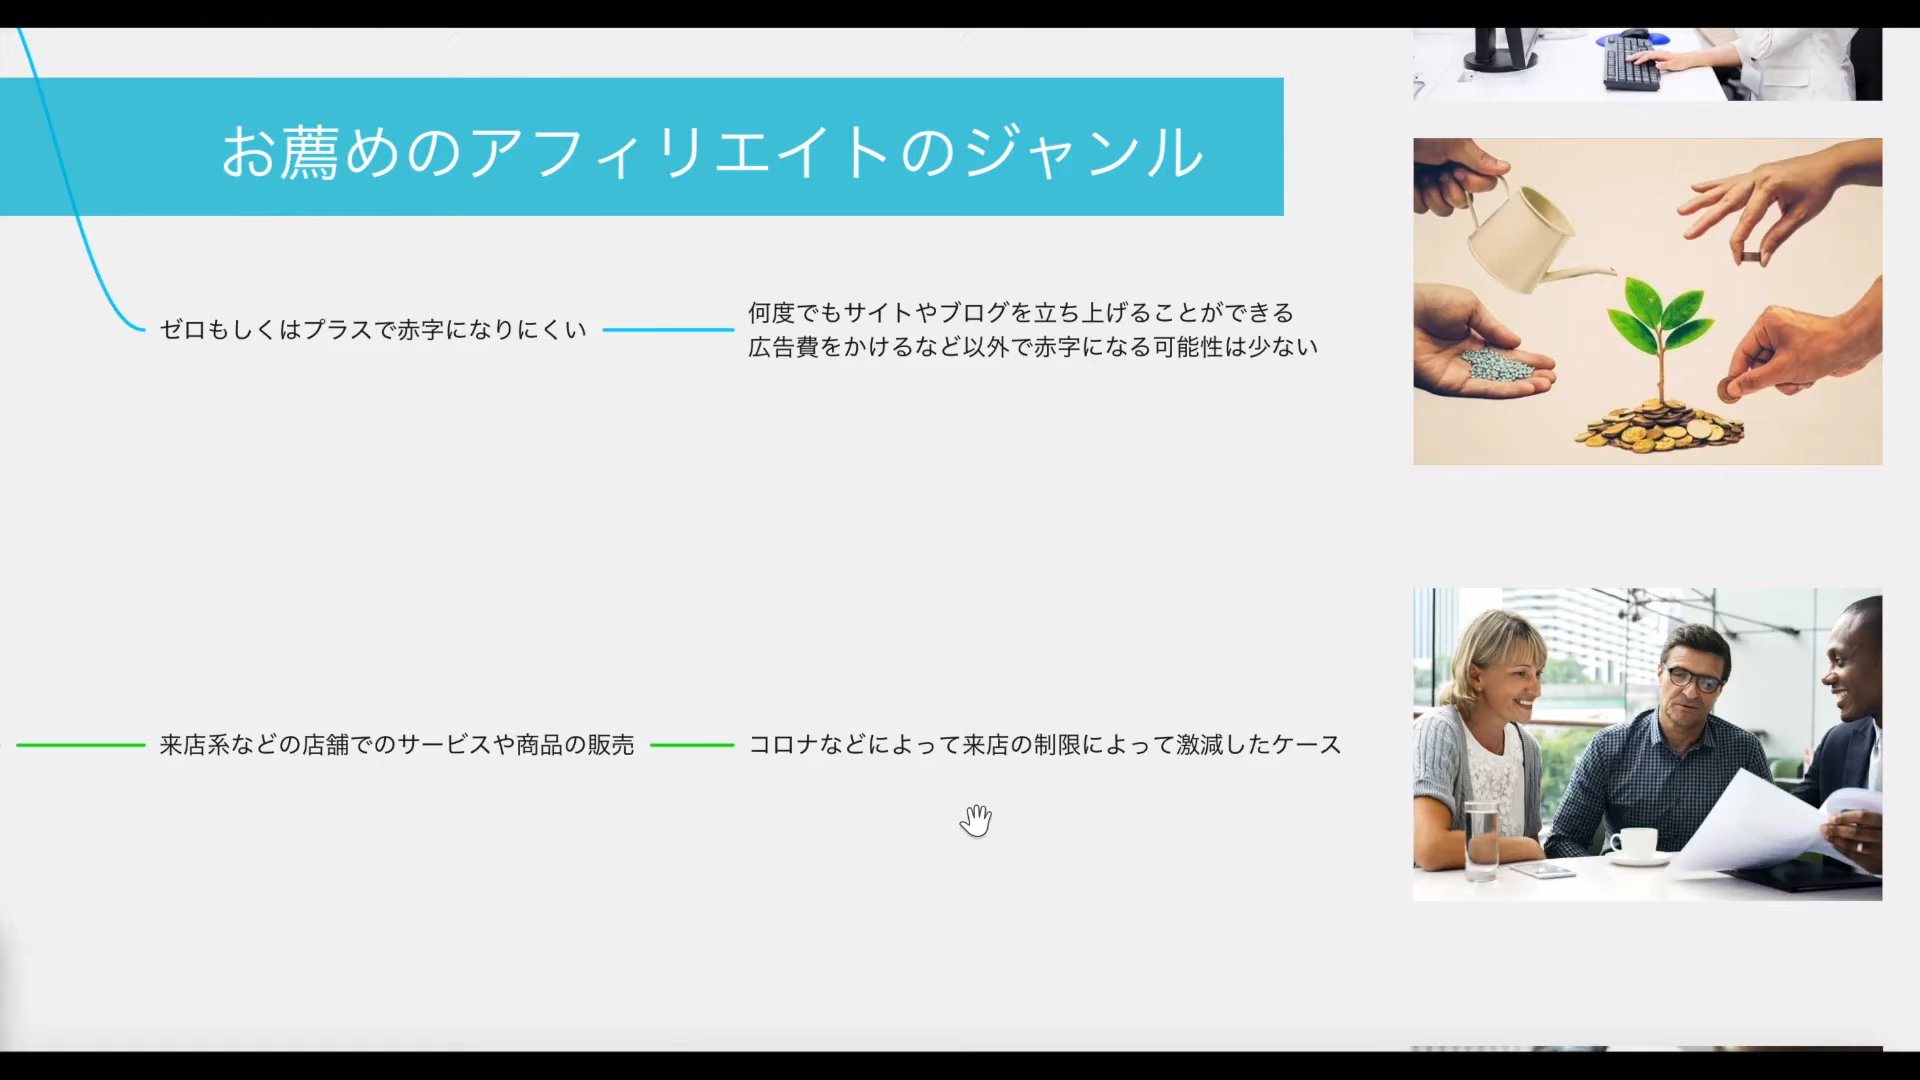 お薦めのアフィリエイトのジャンル
ゼロもしくはプラスで赤字になりにくい
何度でもサイトやブログを立ち上げることができる
広告費をかけるなど以外で赤字になる可能性は少ない
来店系などの店舗でのサービスや商品の販売
コロナなどによって来店の制限によって激減したケース